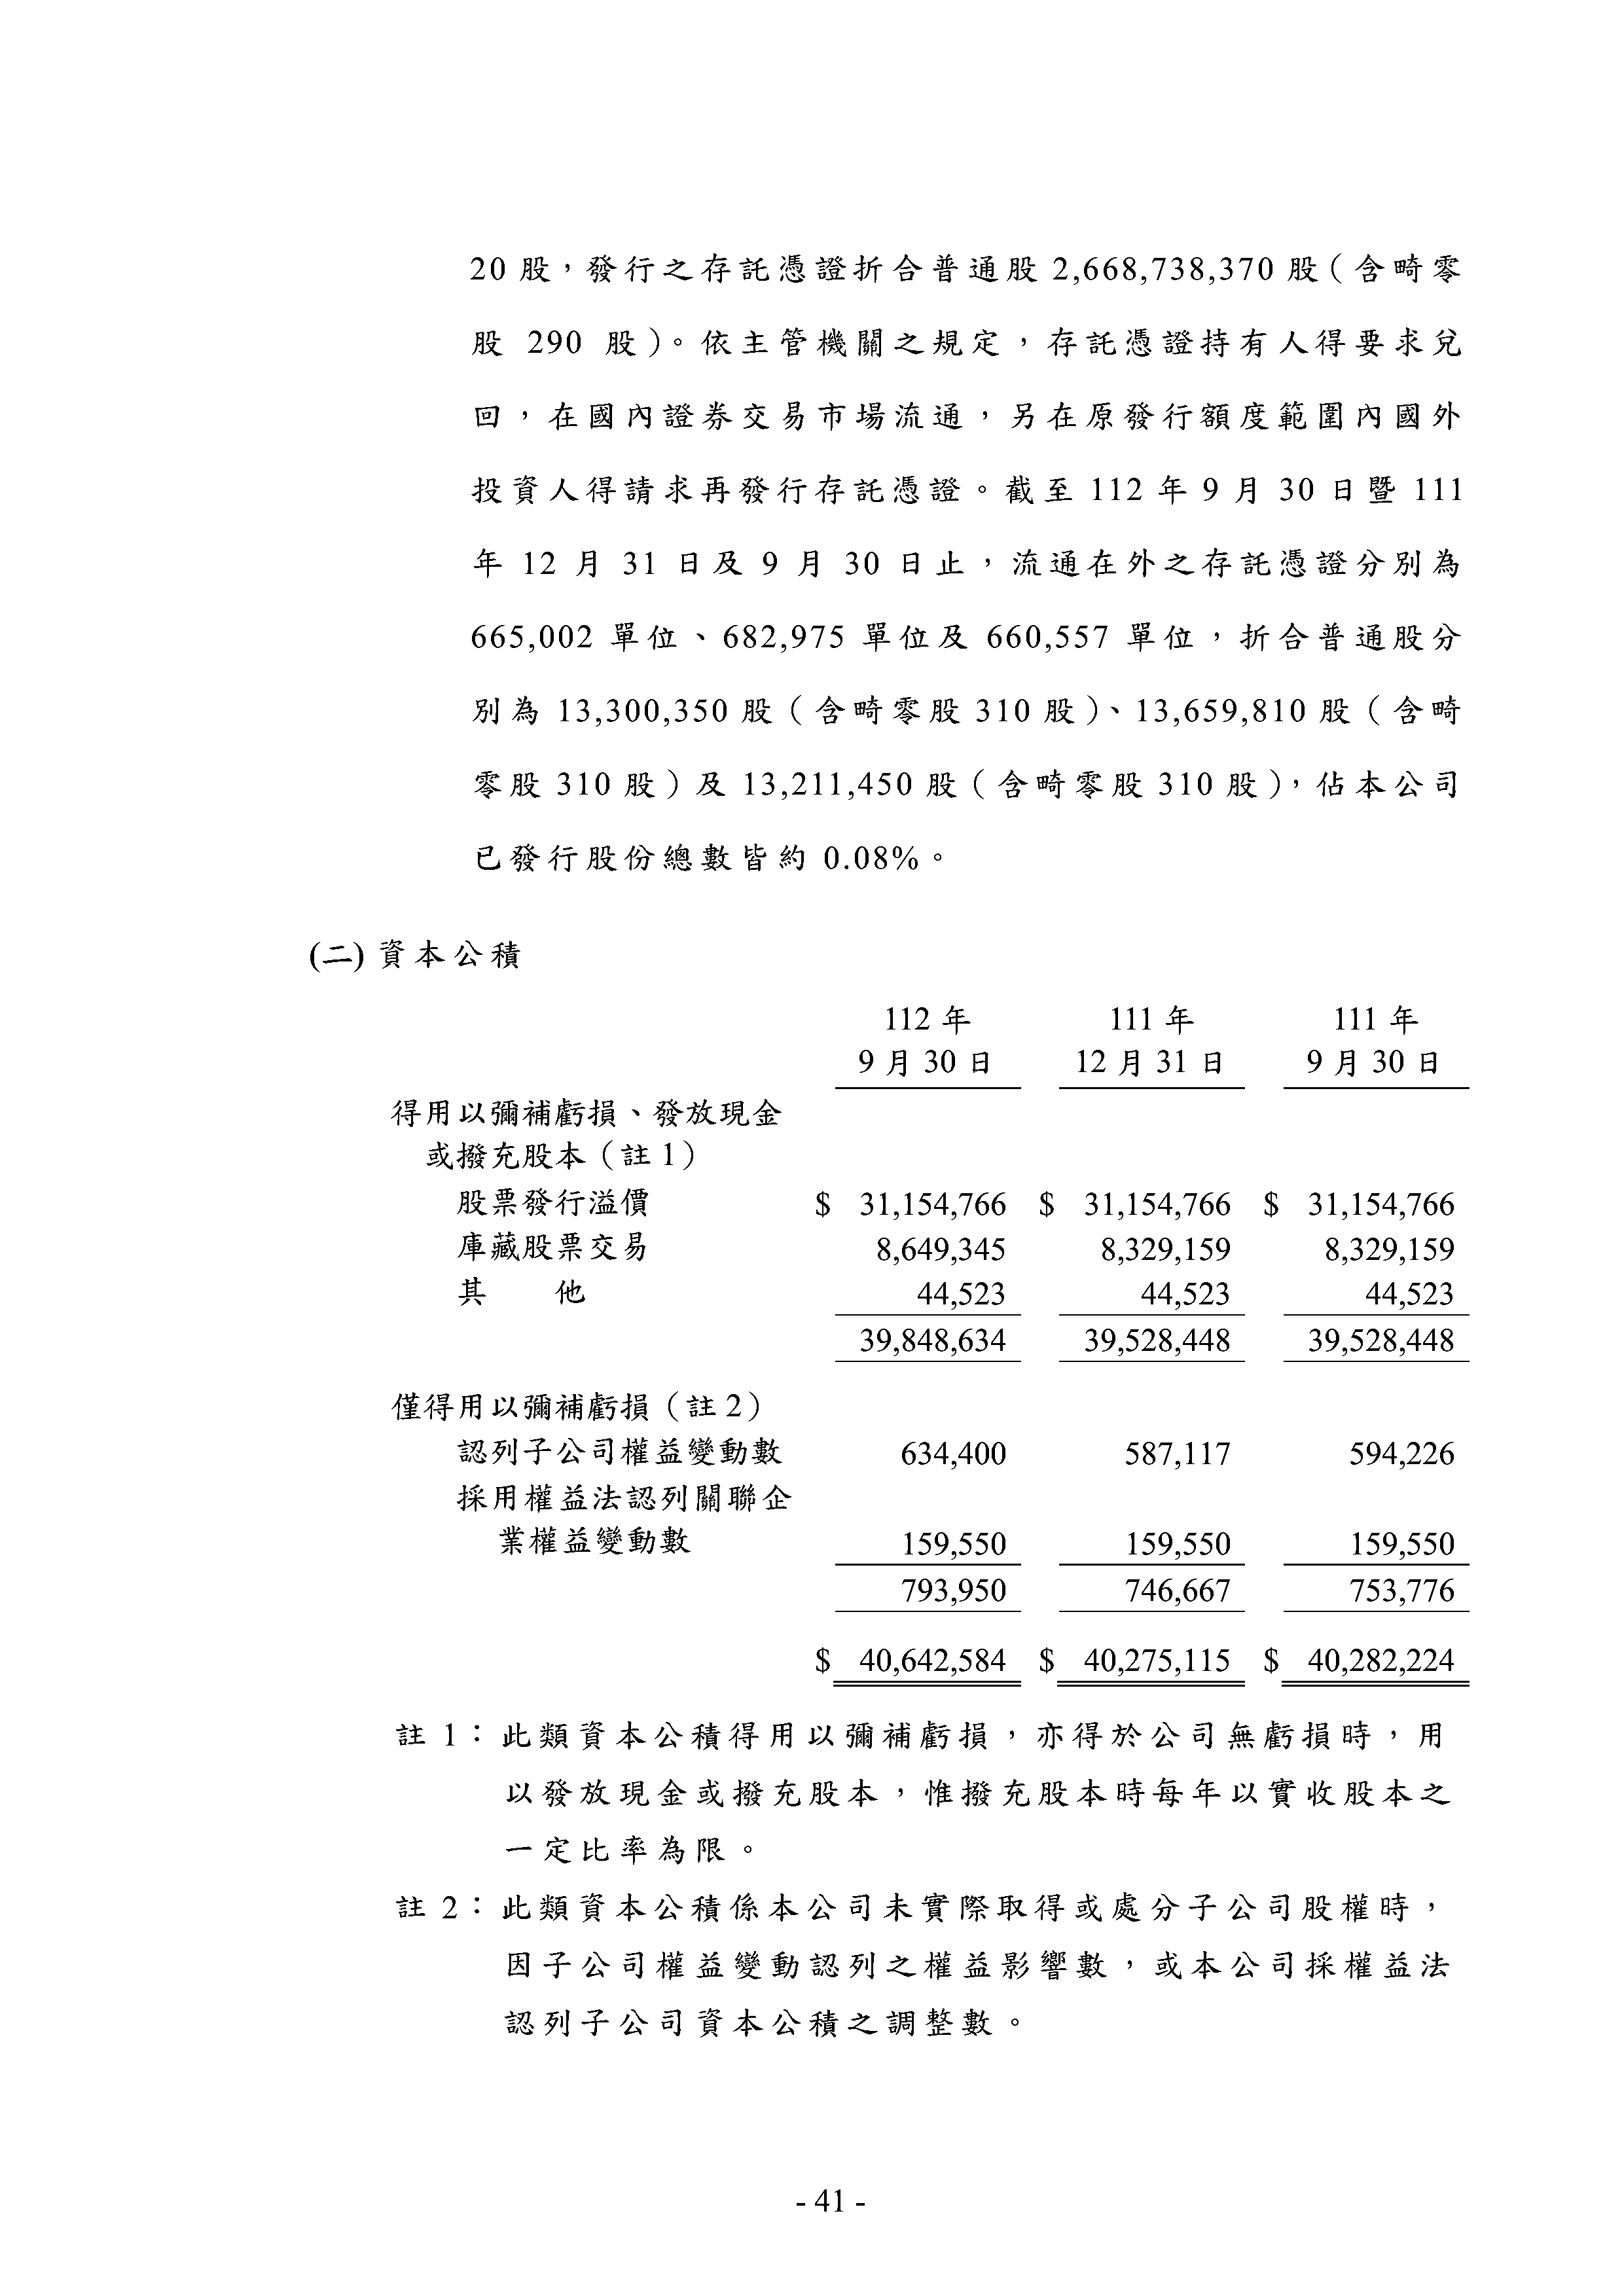 20 股，發行之存託憑證折合普通股 2,668,738,370 股（含畸零
股 290 股）。依主管機關之規定，存託憑證持有人得要求兌
回，在國內證券交易市場流通，另在原發行額度範圍內國外
投資人得請求再發行存託憑證。截至 112 年 9 月 30 日暨 111
年 12 月 31 日及 9 月 30 日止，流通在外之存託憑證分別為
665,002 單位、682,975 單位及 660,557 單位，折合普通股分
別為 13,300,350 股（含畸零股 310 股）、13,659,810 股（含畸
零股 310 股）及 13,211,450 股（含畸零股 310 股），佔本公司
已發行股份總數皆約 0.08%。
(二) 資本公積
112 年 111 年 111 年
9 月 30 日 12 月 31 日 9 月 30 日
得用以彌補虧損、發放現金
或撥充股本（註 1）
股票發行溢價 $ 31,154,766 $ 31,154,766 $ 31,154,766
庫藏股票交易 8,649,345 8,329,159 8,329,159
其 他 44,523 44,523 44,523
39,848,634 39,528,448 39,528,448
僅得用以彌補虧損（註 2）
認列子公司權益變動數 634,400 587,117 594,226
採用權益法認列關聯企
業權益變動數 159,550 159,550 159,550
793,950 746,667 753,776
$ 40,642,584 $ 40,275,115 $ 40,282,224
註 1：此類資本公積得用以彌補虧損，亦得於公司無虧損時，用
以發放現金或撥充股本，惟撥充股本時每年以實收股本之
一定比率為限。
註 2：此類資本公積係本公司未實際取得或處分子公司股權時，
因子公司權益變動認列之權益影響數，或本公司採權益法
認列子公司資本公積之調整數。
- 41 -